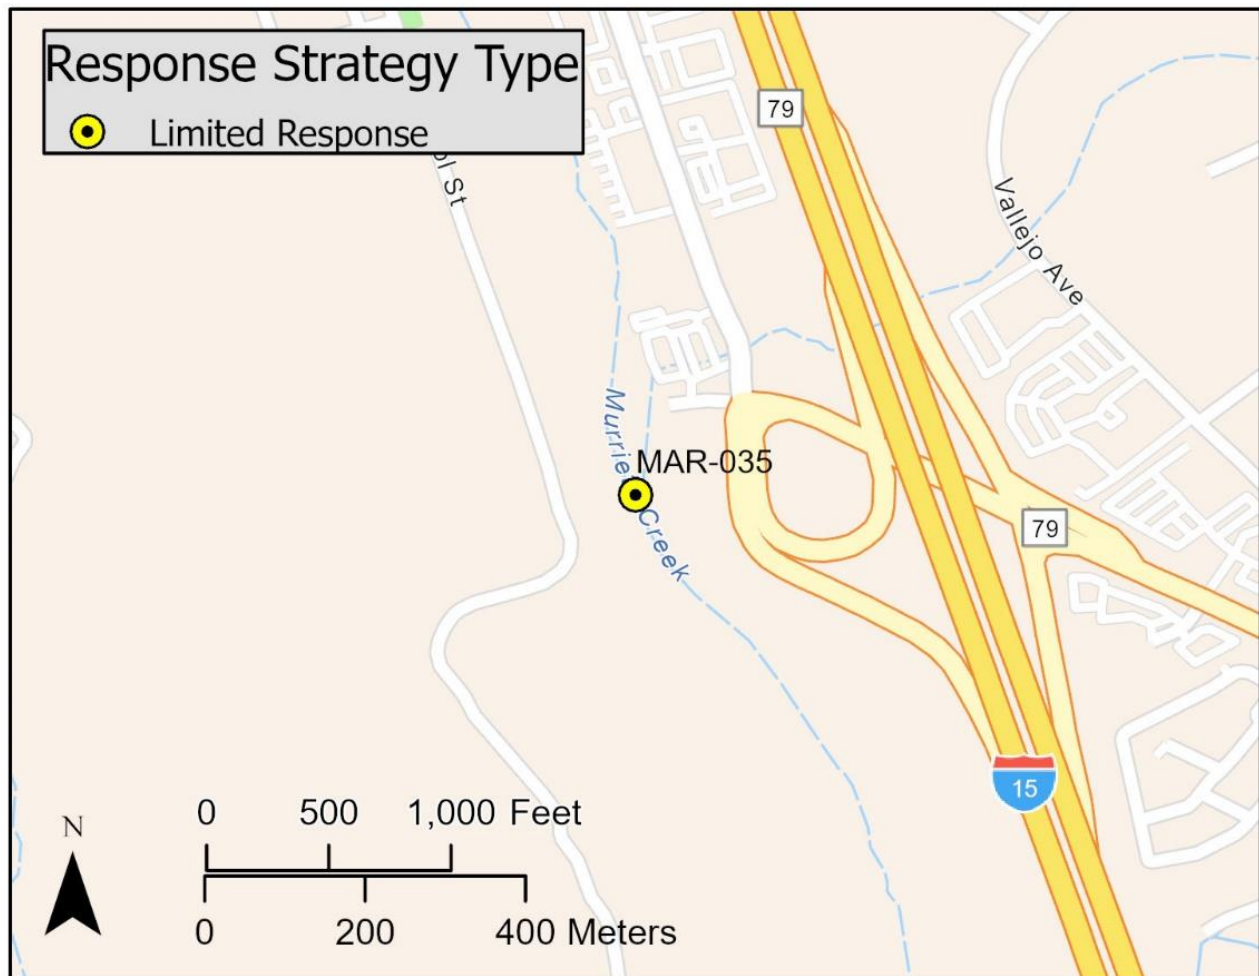 Response Strategy Type
Limited Response
79
St
Vallejo Ave
MAR-035
Creek
79
15
N
0 500 1,000 Feet
0 200 400 Meters